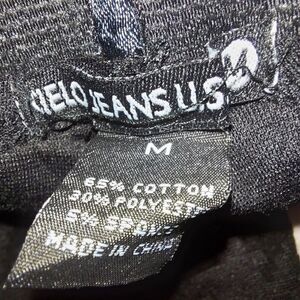 CIELO JEANS U.S.A
M
65% COTTON
30% POLYESTER
5% SPANDEX
MADE IN CHINA